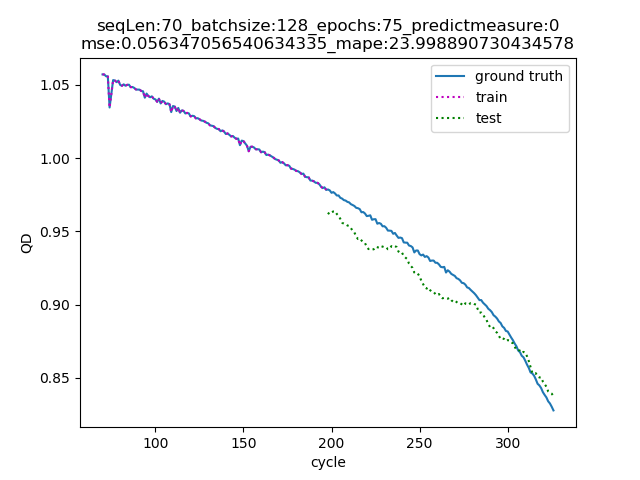 seqLen:70_batchsize:128_epochs:75_predictmeasure:0
mse:0.056347056540634335_mape:23.998890730434578
ground truth
train
test
1.05
1.00
0.95
0.90
0.85
QD
100 150 200 250 300
cycle